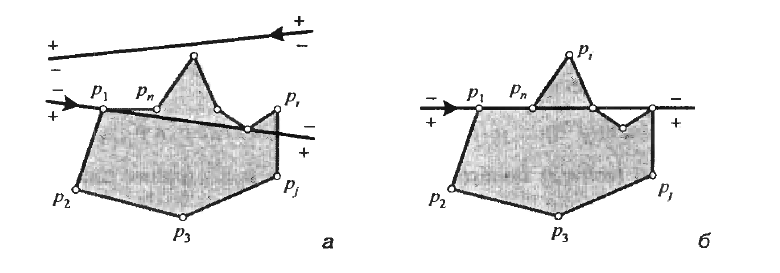 +
+
−
−
p₁
pₙ
pᵢ
−
+
−
+
p₂
pⱼ
p₃
а
pᵢ
−
+
p₁
pₙ
−
+
p₂
pⱼ
p₃
б